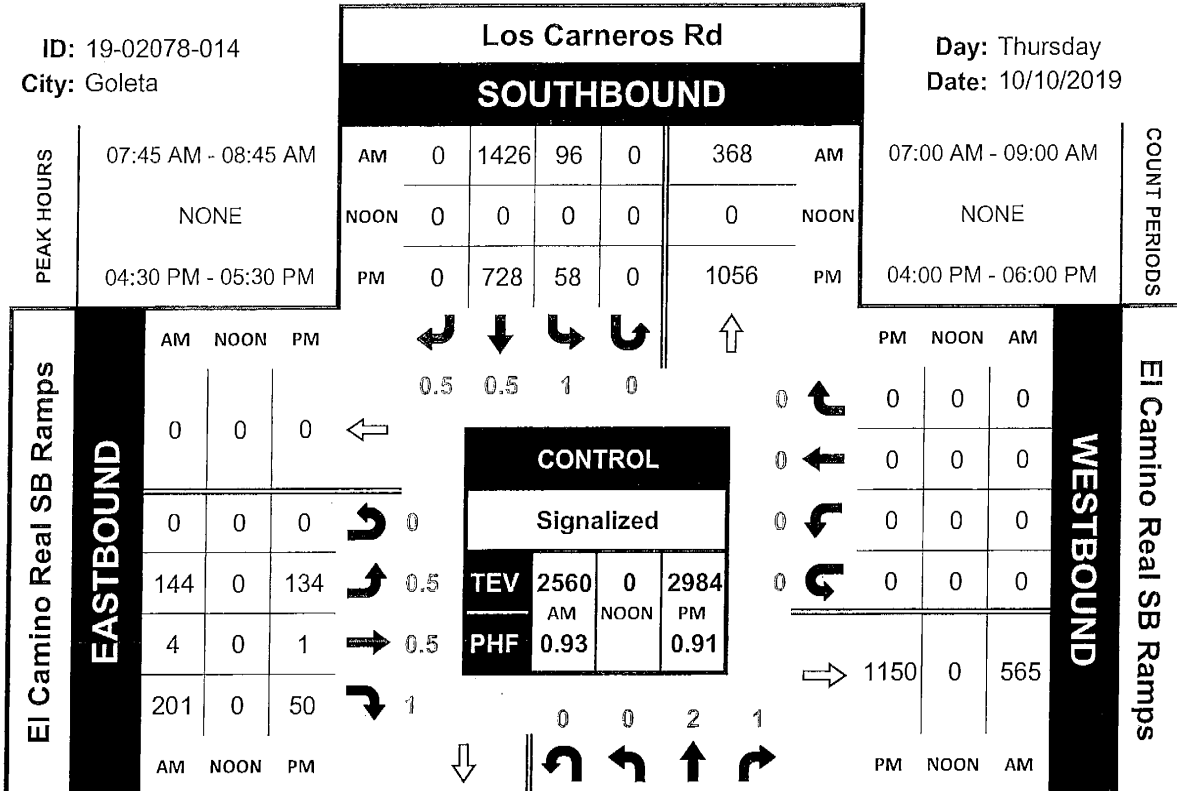 ID: 19-02078-014
City: Goleta
Los Carneros Rd
SOUTHBOUND
Day: Thursday
Date: 10/10/2019
PEAK HOURS
07:45 AM - 08:45 AM
NONE
04:30 PM - 05:30 PM
AM 0 1426 96 0 368 AM
NOON 0 0 0 0 0 NOON
PM 0 728 58 0 1056 PM
07:00 AM - 09:00 AM
NONE
04:00 PM - 06:00 PM
COUNT PERIODS
0.5 0.5 1 0
El Camino Real SB Ramps
EASTBOUND
AM NOON PM
0 0 0
0 0 0 0
144 0 134 0.5
4 0 1 0.5
201 0 50 1
AM NOON PM
CONTROL
Signalized
TEV 2560 0 2984
AM NOON PM
PHF 0.93 0.91
0 0 2 1
PM NOON AM
0 0 0 0
0 0 0 0
0 0 0 0
0 0 0 0
1150 0 565
PM NOON AM
WESTBOUND
El Camino Real SB Ramps